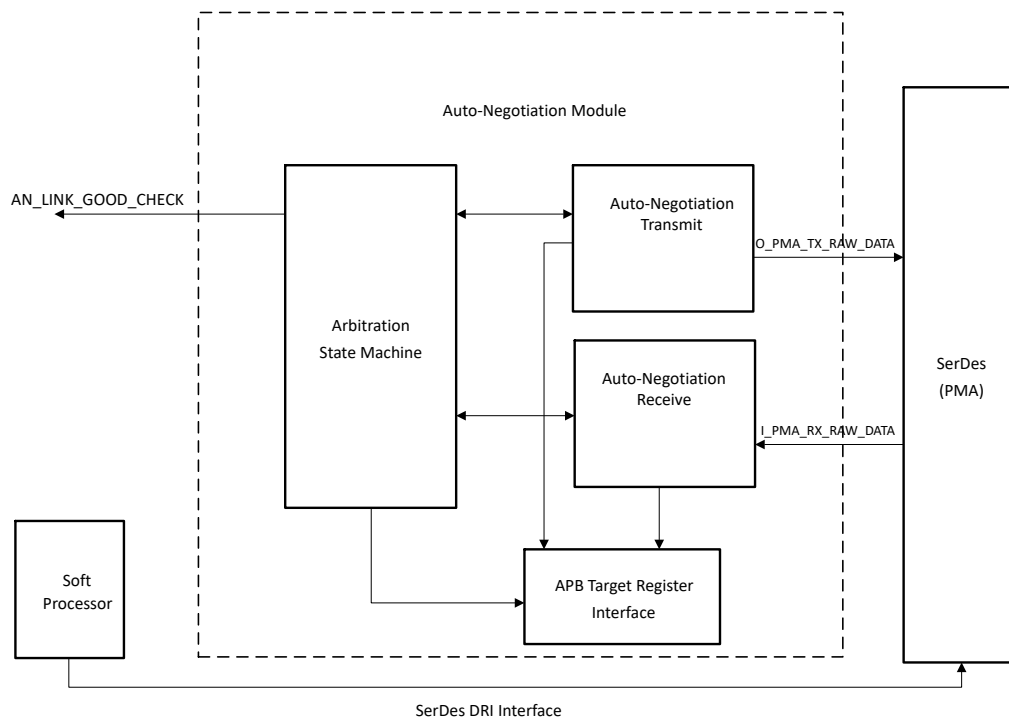 Auto-Negotiation Module
AN_LINK_GOOD_CHECK
Arbitration
State Machine
Auto-Negotiation
Transmit
O_PMA_TX_RAW_DATA
Auto-Negotiation
Receive
I_PMA_RX_RAW_DATA
SerDes
(PMA)
Soft
Processor
APB Target Register
Interface
SerDes DRI Interface